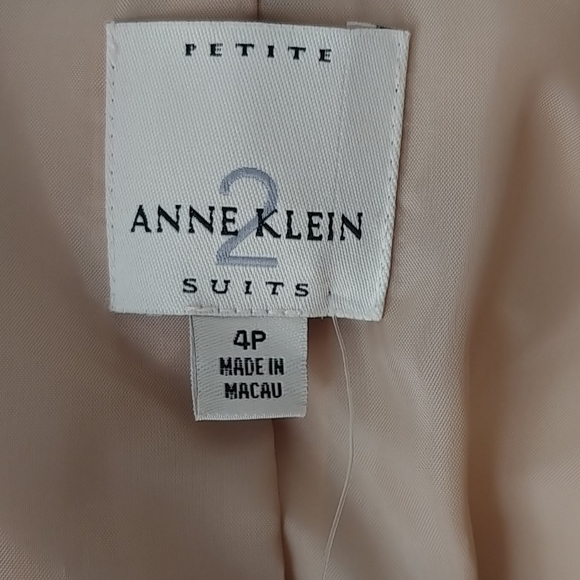 PETITE
2
ANNE KLEIN
SUITS
4P
MADE IN
MACAU